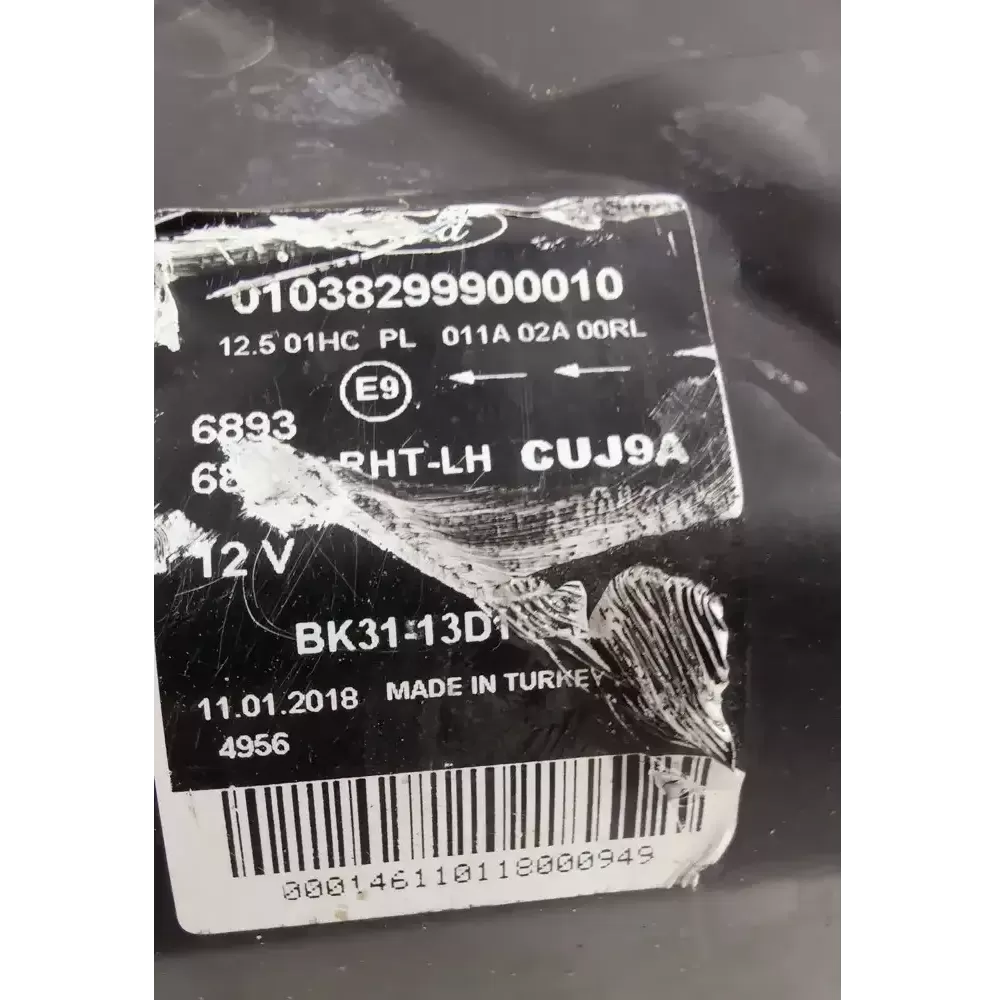 01038299900010
12.5 01HC PL 011A 02A 00RL
E9
6893
RHT-LH CUJ9A
12 V
BK31-13D1
11.01.2018 MADE IN TURKEY
4956
000146110118000949